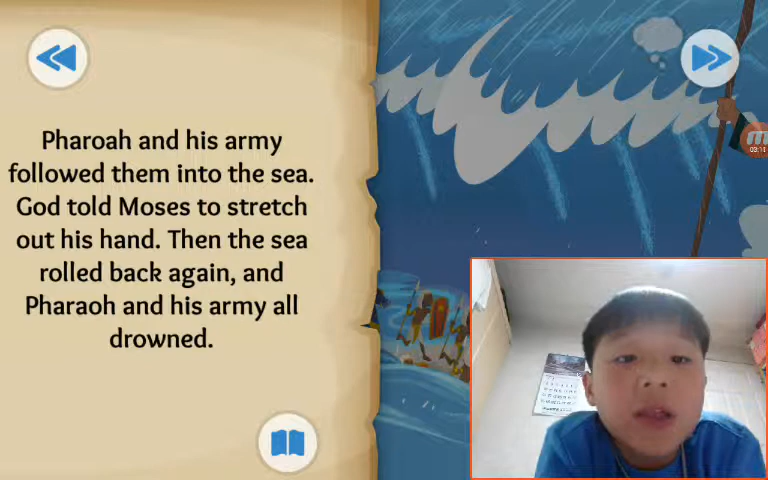 Pharoah and his army
followed them into the sea.
God told Moses to stretch
out his hand. Then the sea
rolled back again, and
Pharaoh and his army all
drowned.